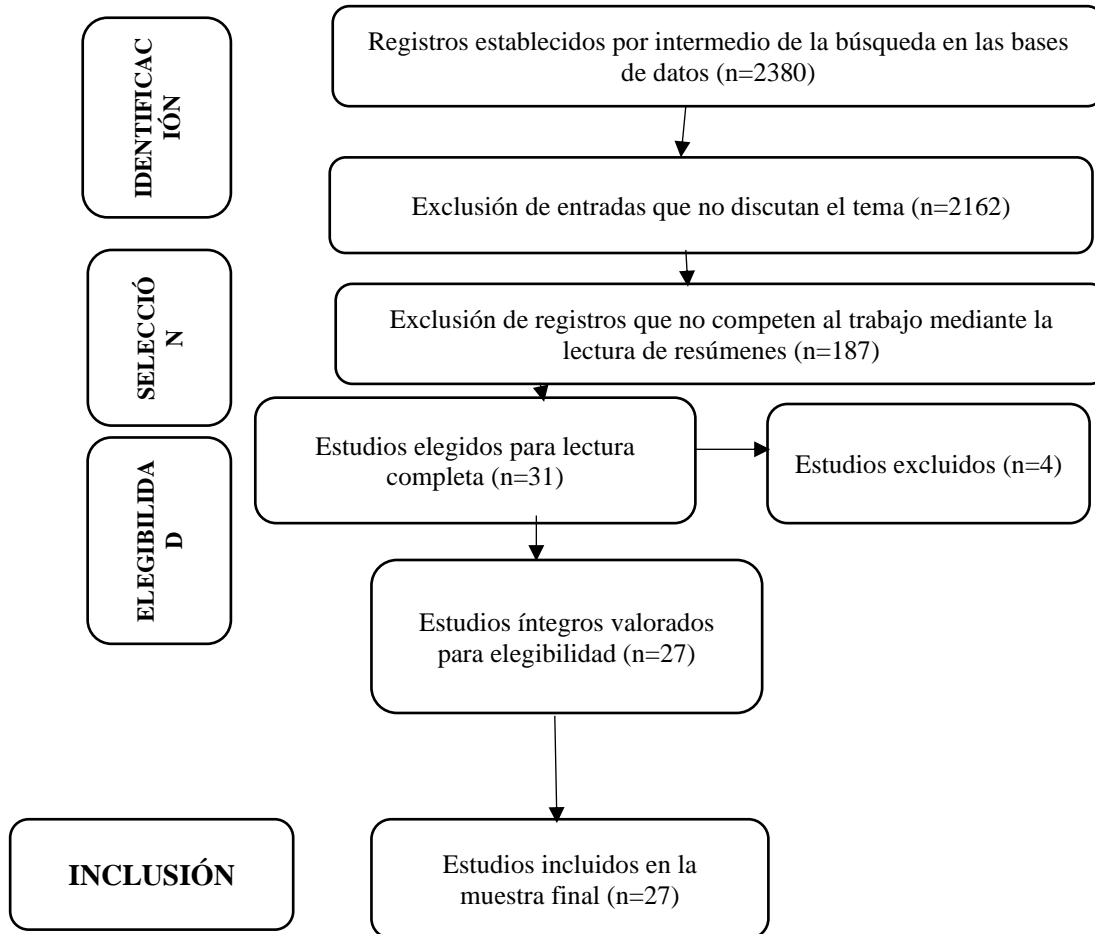 IDENTIFICAC
IÓN
Registros establecidos por intermedio de la búsqueda en las bases
de datos (n=2380)
Exclusión de entradas que no discutan el tema (n=2162)
SELECCIÓ
N
Exclusión de registros que no competen al trabajo mediante la
lectura de resúmenes (n=187)
ELEGIBILIDA
D
Estudios elegidos para lectura
completa (n=31)
Estudios excluidos (n=4)
Estudios íntegros valorados
para elegibilidad (n=27)
INCLUSIÓN
Estudios incluidos en la
muestra final (n=27)